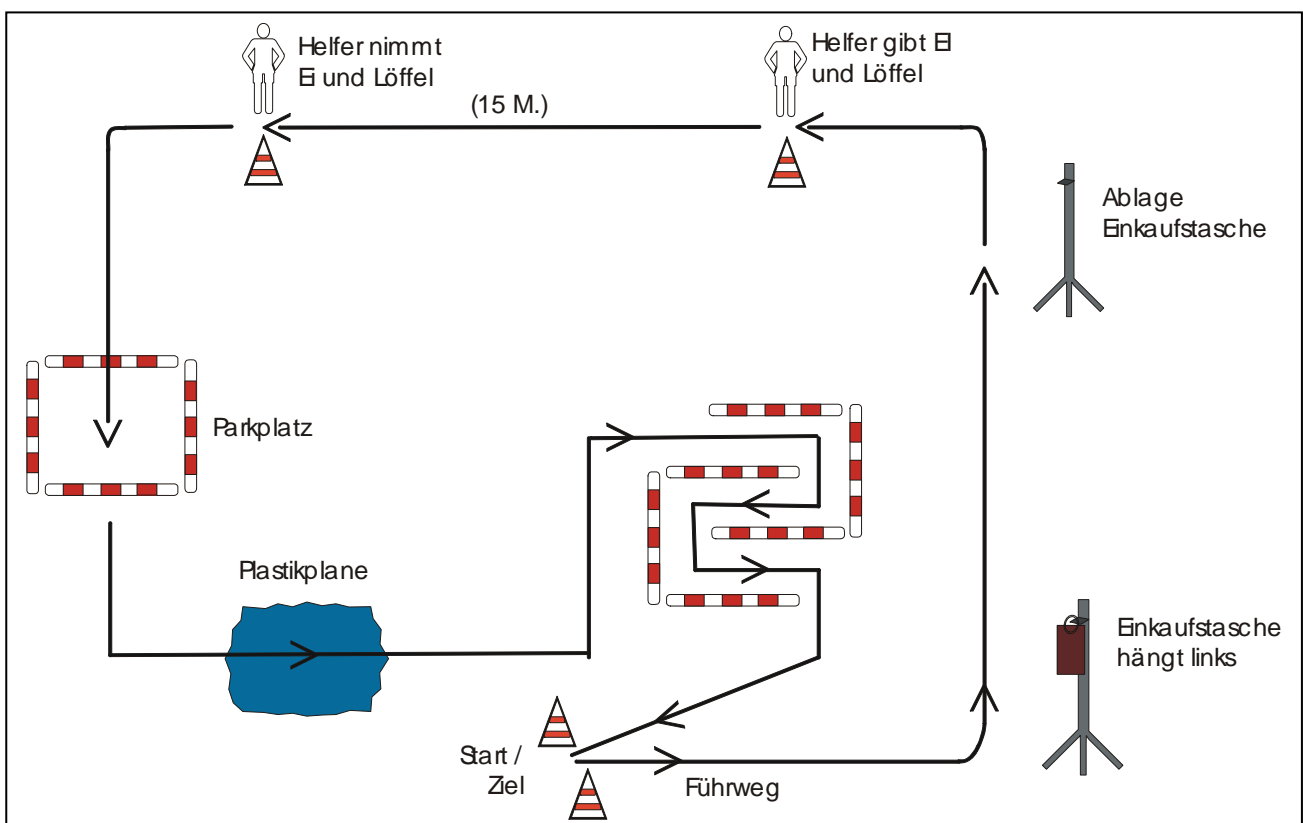 Helfer nimmt
Ei und Löffel
Helfer gibt Ei
und Löffel
(15 M.)
Ablage
Einkaufstasche
Parkplatz
Plastikplane
Einkaufstasche
hängt links
Start /
Ziel
Führweg